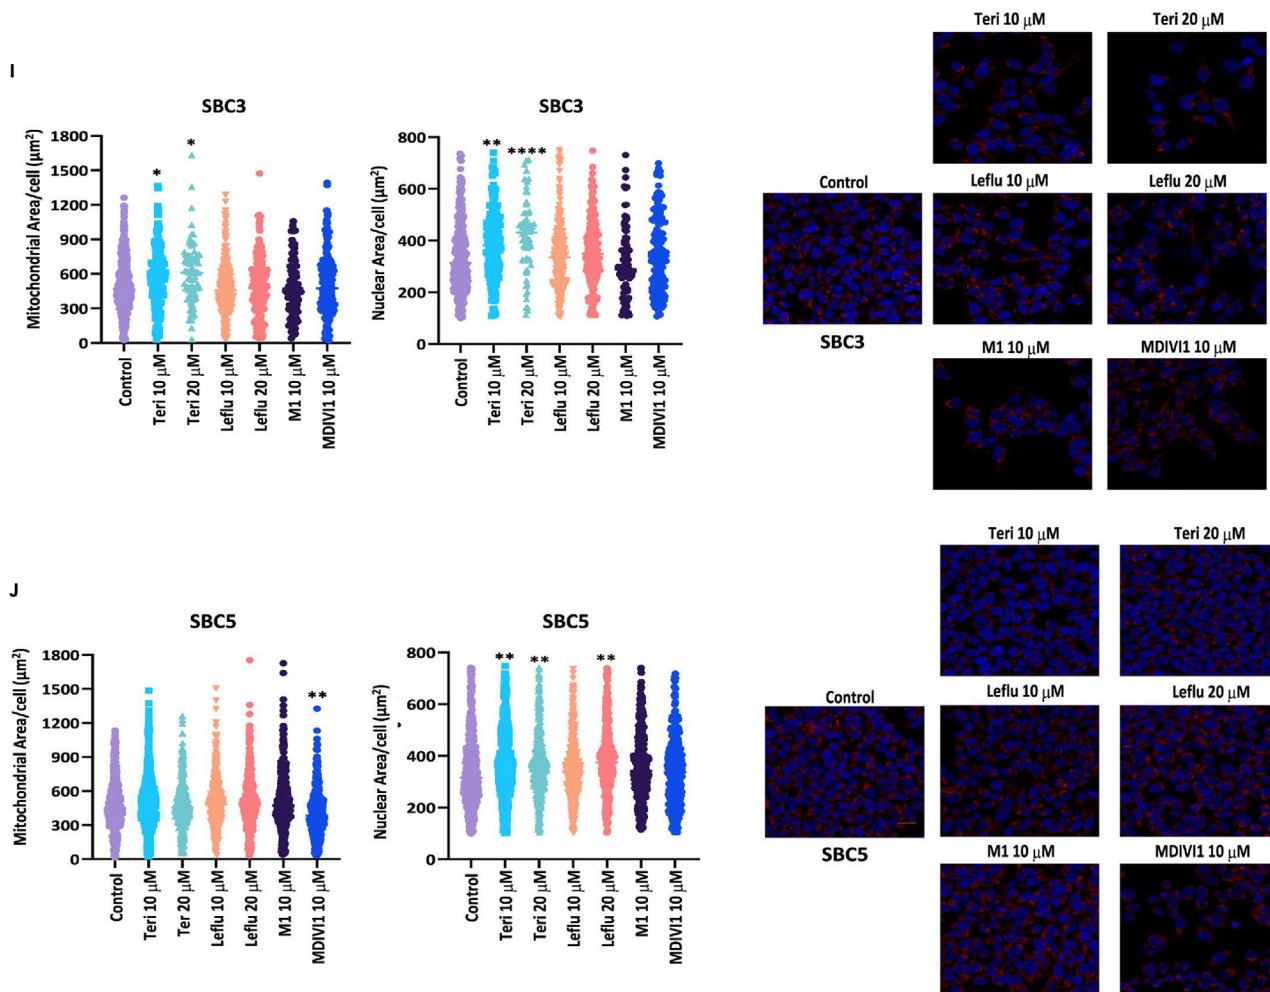 I
SBC3
Mitochondrial Area/cell (µm²)
1800
1500
1200
900
600
300
0
*
*
Control
Teri 10 µM
Teri 20 µM
Leflu 10 µM
Leflu 20 µM
M1 10 µM
MDIVI1 10 µM
SBC3
Nuclear Area/cell (µm²)
800
600
400
200
0
**
****
Control
Teri 10 µM
Teri 20 µM
Leflu 10 µM
Leflu 20 µM
M1 10 µM
MDIVI1 10 µM
Teri 10 µM
Teri 20 µM
Control
Leflu 10 µM
Leflu 20 µM
SBC3
M1 10 µM
MDIVI1 10 µM
J
SBC5
Mitochondrial Area/cell (µm²)
1800
1500
1200
900
600
300
0
**
Control
Teri 10 µM
Ter 20 µM
Leflu 10 µM
Leflu 20 µM
M1 10 µM
MDIVI1 10 µM
SBC5
Nuclear Area/cell (µm²)
800
600
400
200
0
**
**
**
Control
Teri 10 µM
Teri 20 µM
Leflu 10 µM
Leflu 20 µM
M1 10 µM
MDIVI1 10 µM
Teri 10 µM
Teri 20 µM
Control
Leflu 10 µM
Leflu 20 µM
SBC5
M1 10 µM
MDIVI1 10 µM